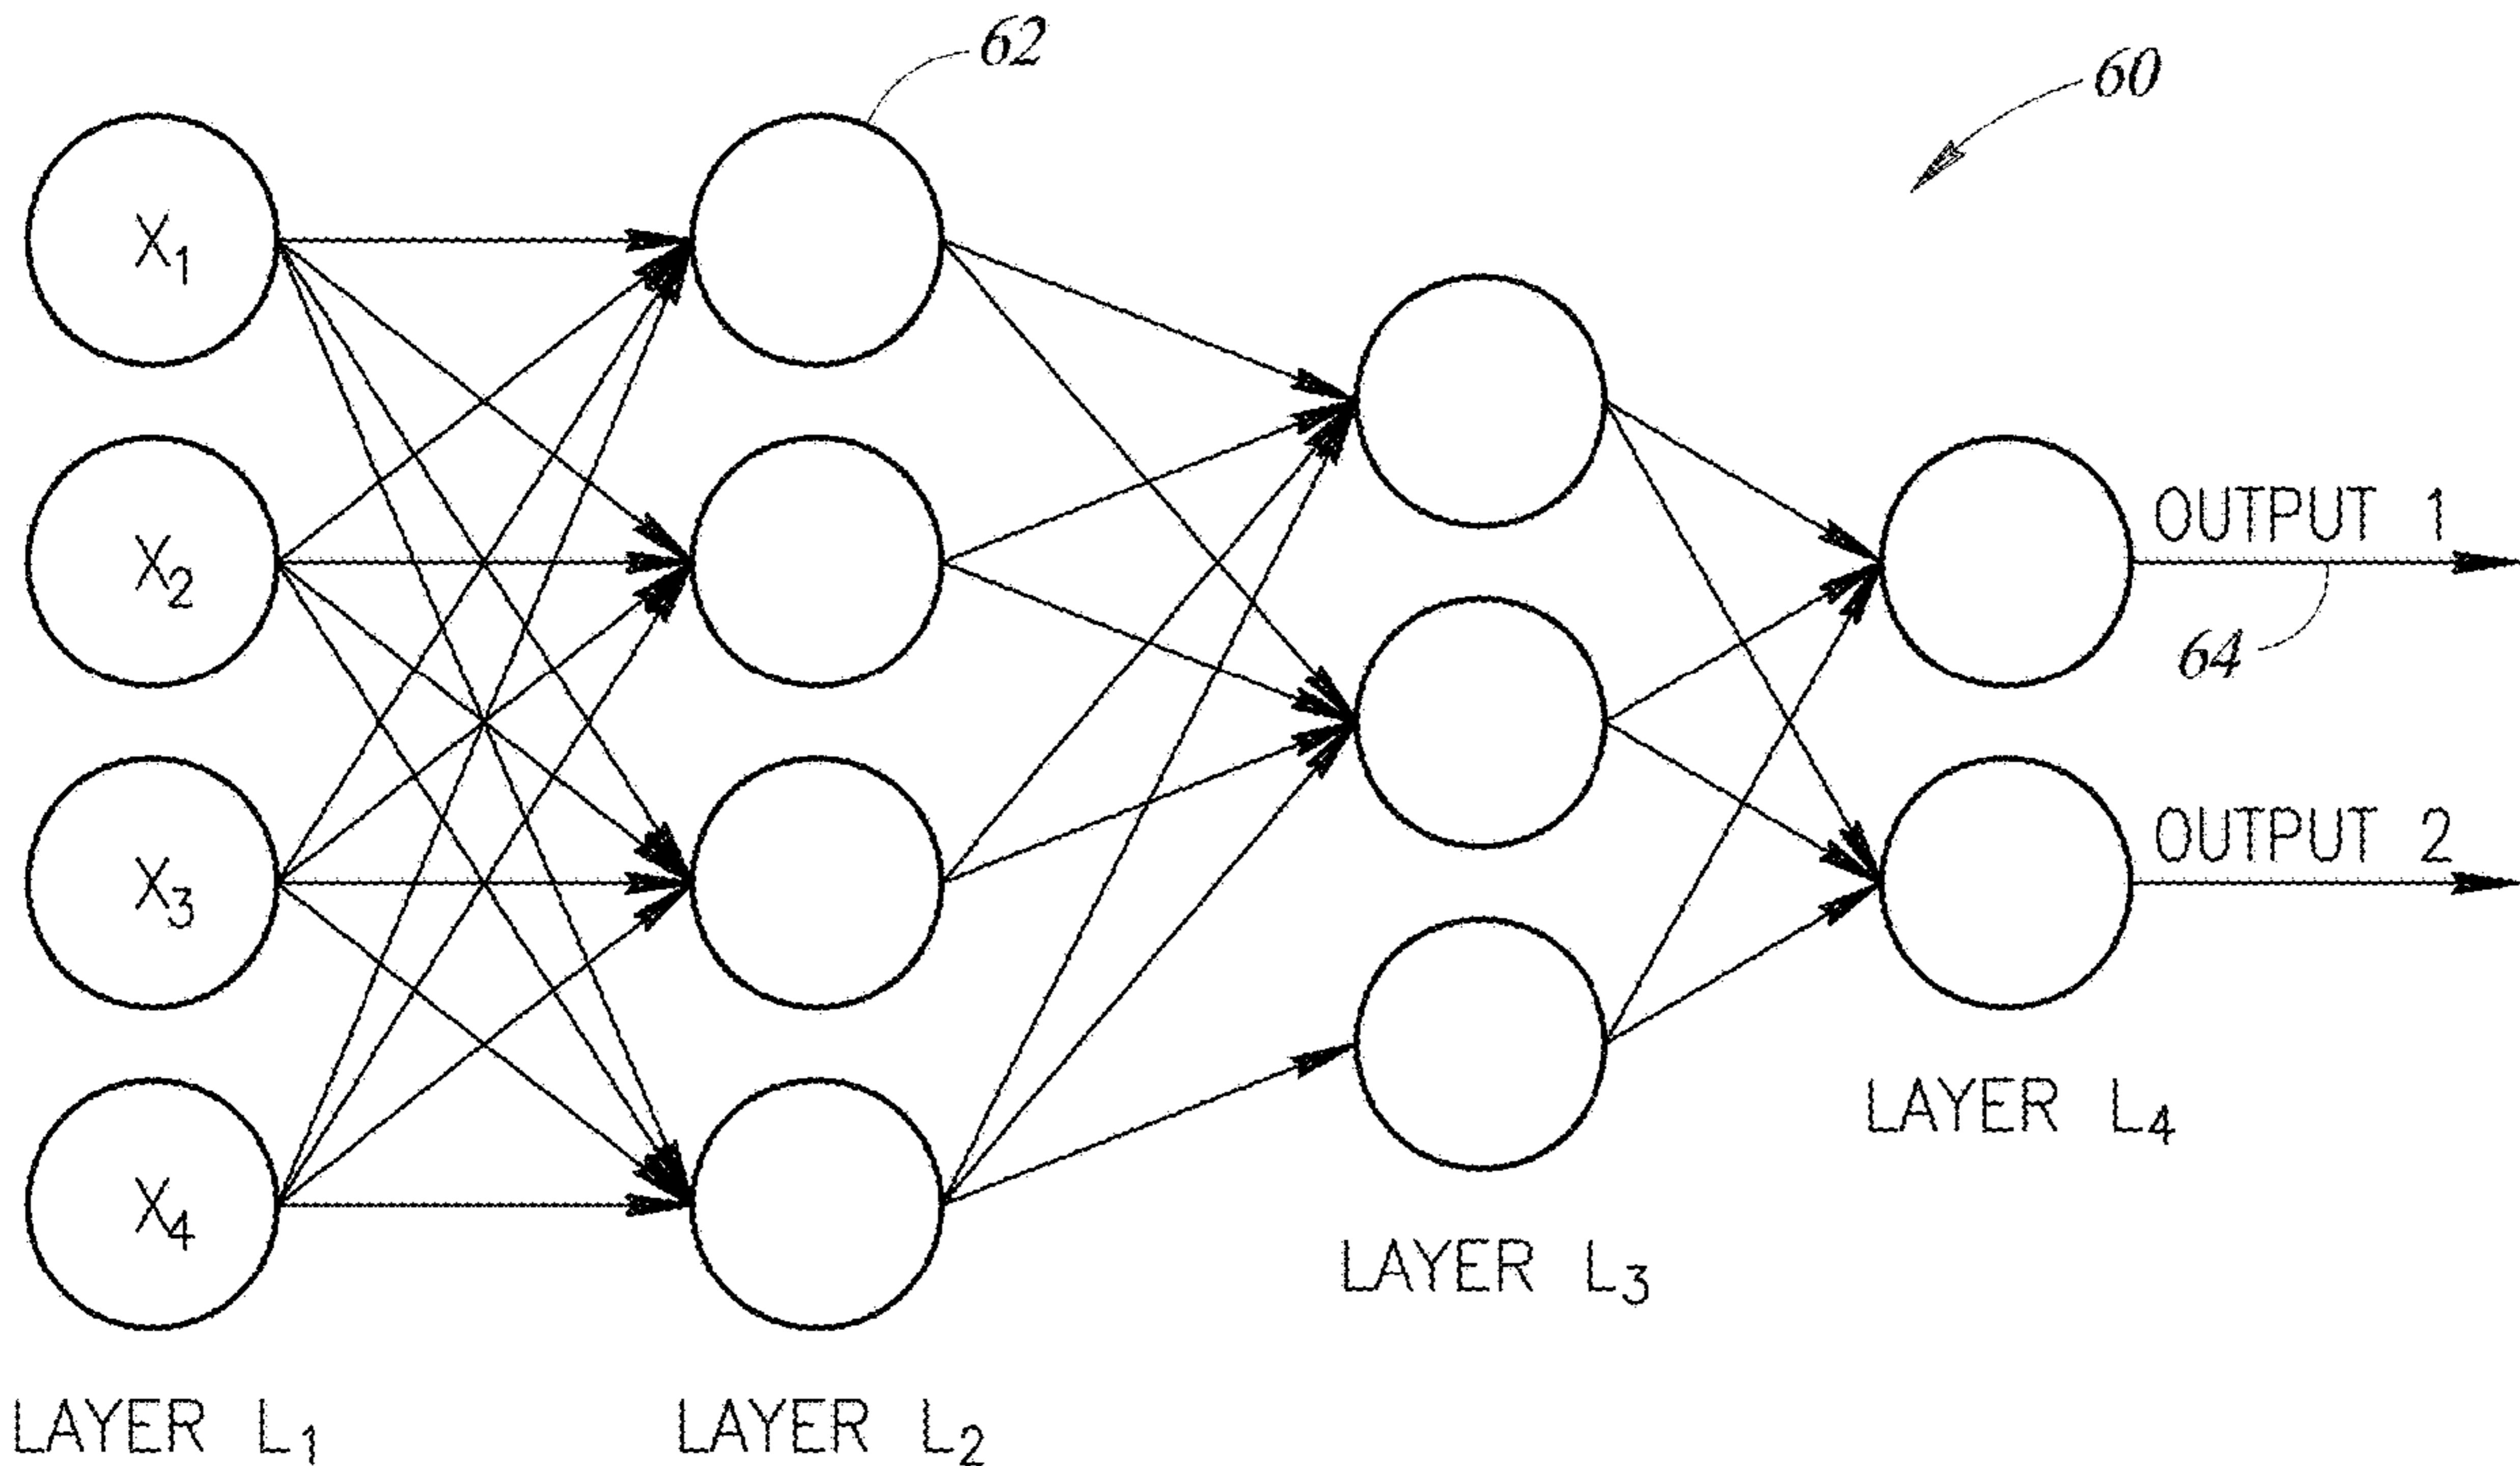 62
60
X1
X2
X3
X4
OUTPUT 1
64
OUTPUT 2
LAYER L4
LAYER L3
LAYER L1
LAYER L2